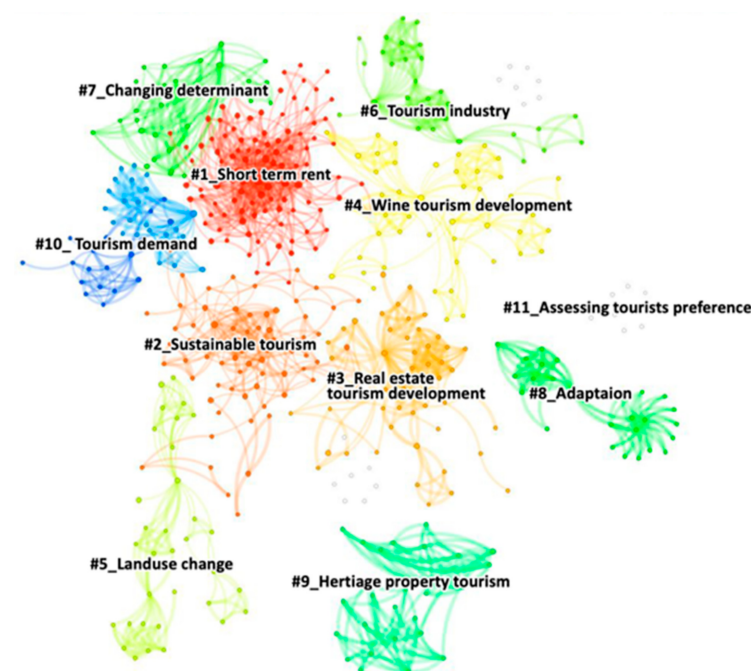 #7_Changing determinant
#6_Tourism industry
#1_Short term rent
#4_Wine tourism development
#10_Tourism demand
#11_Assessing tourists preference
#2_Sustainable tourism
#3_Real estate
tourism development
#8_Adaptaion
#5_Landuse change
#9_Hertiage property tourism